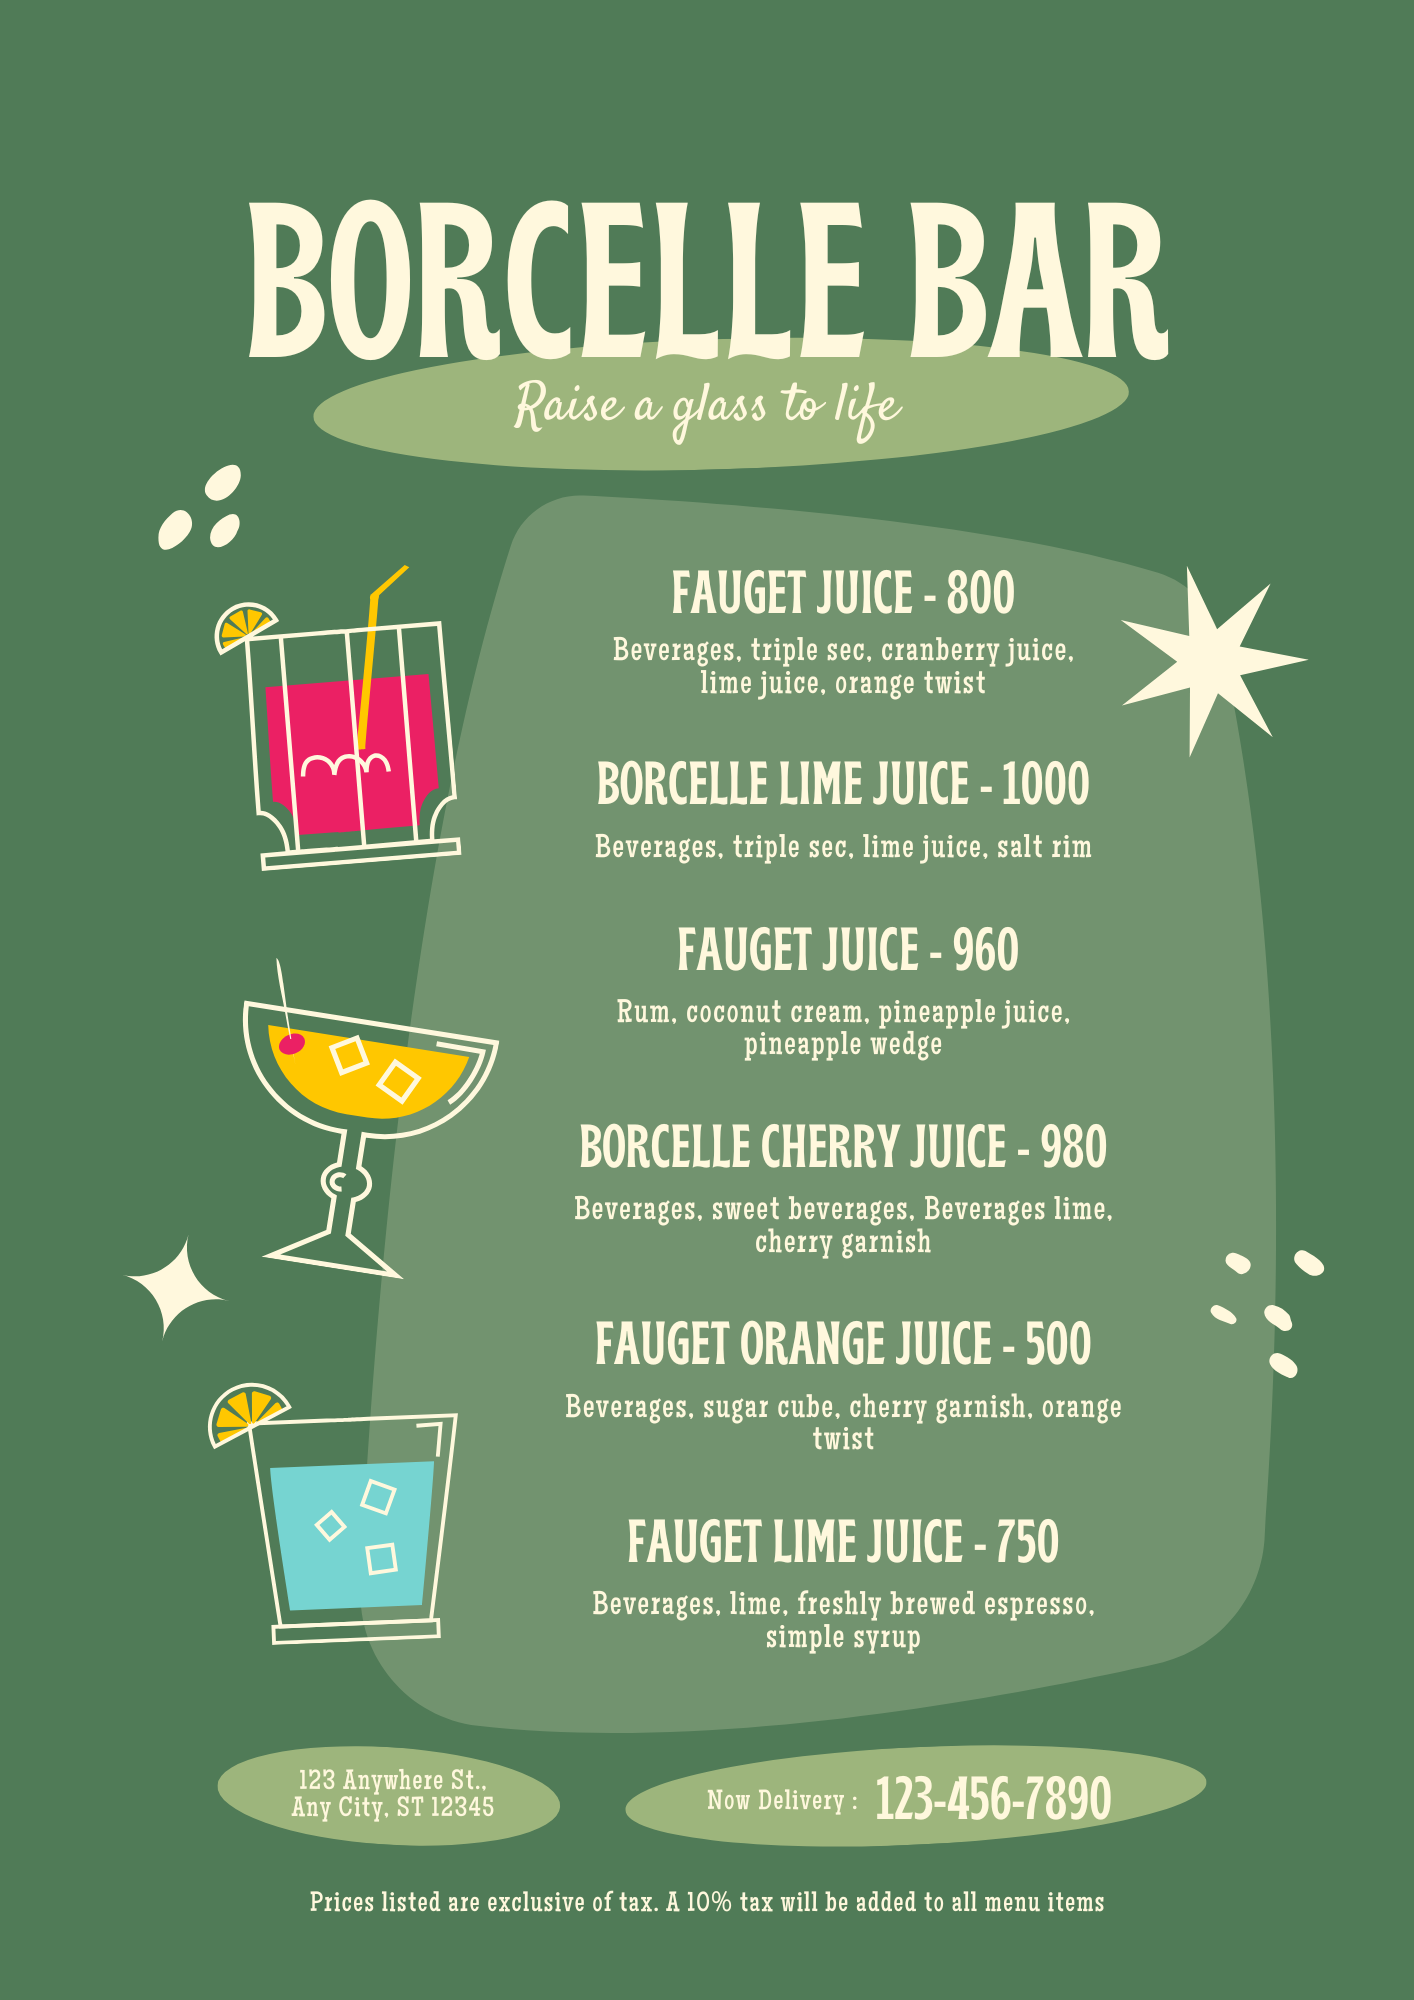 BORCELLE BAR
Raise a glass to life
FAUGET JUICE - 800
Beverages, triple sec, cranberry juice,
lime juice, orange twist
BORCELLE LIME JUICE - 1000
Beverages, triple sec, lime juice, salt rim
FAUGET JUICE - 960
Rum, coconut cream, pineapple juice,
pineapple wedge
BORCELLE CHERRY JUICE - 980
Beverages, sweet beverages, Beverages lime,
cherry garnish
FAUGET ORANGE JUICE - 500
Beverages, sugar cube, cherry garnish, orange
twist
FAUGET LIME JUICE - 750
Beverages, lime, freshly brewed espresso,
simple syrup
123 Anywhere St.,
Any City, ST 12345
Now Delivery : 123-456-7890
Prices listed are exclusive of tax. A 10% tax will be added to all menu items